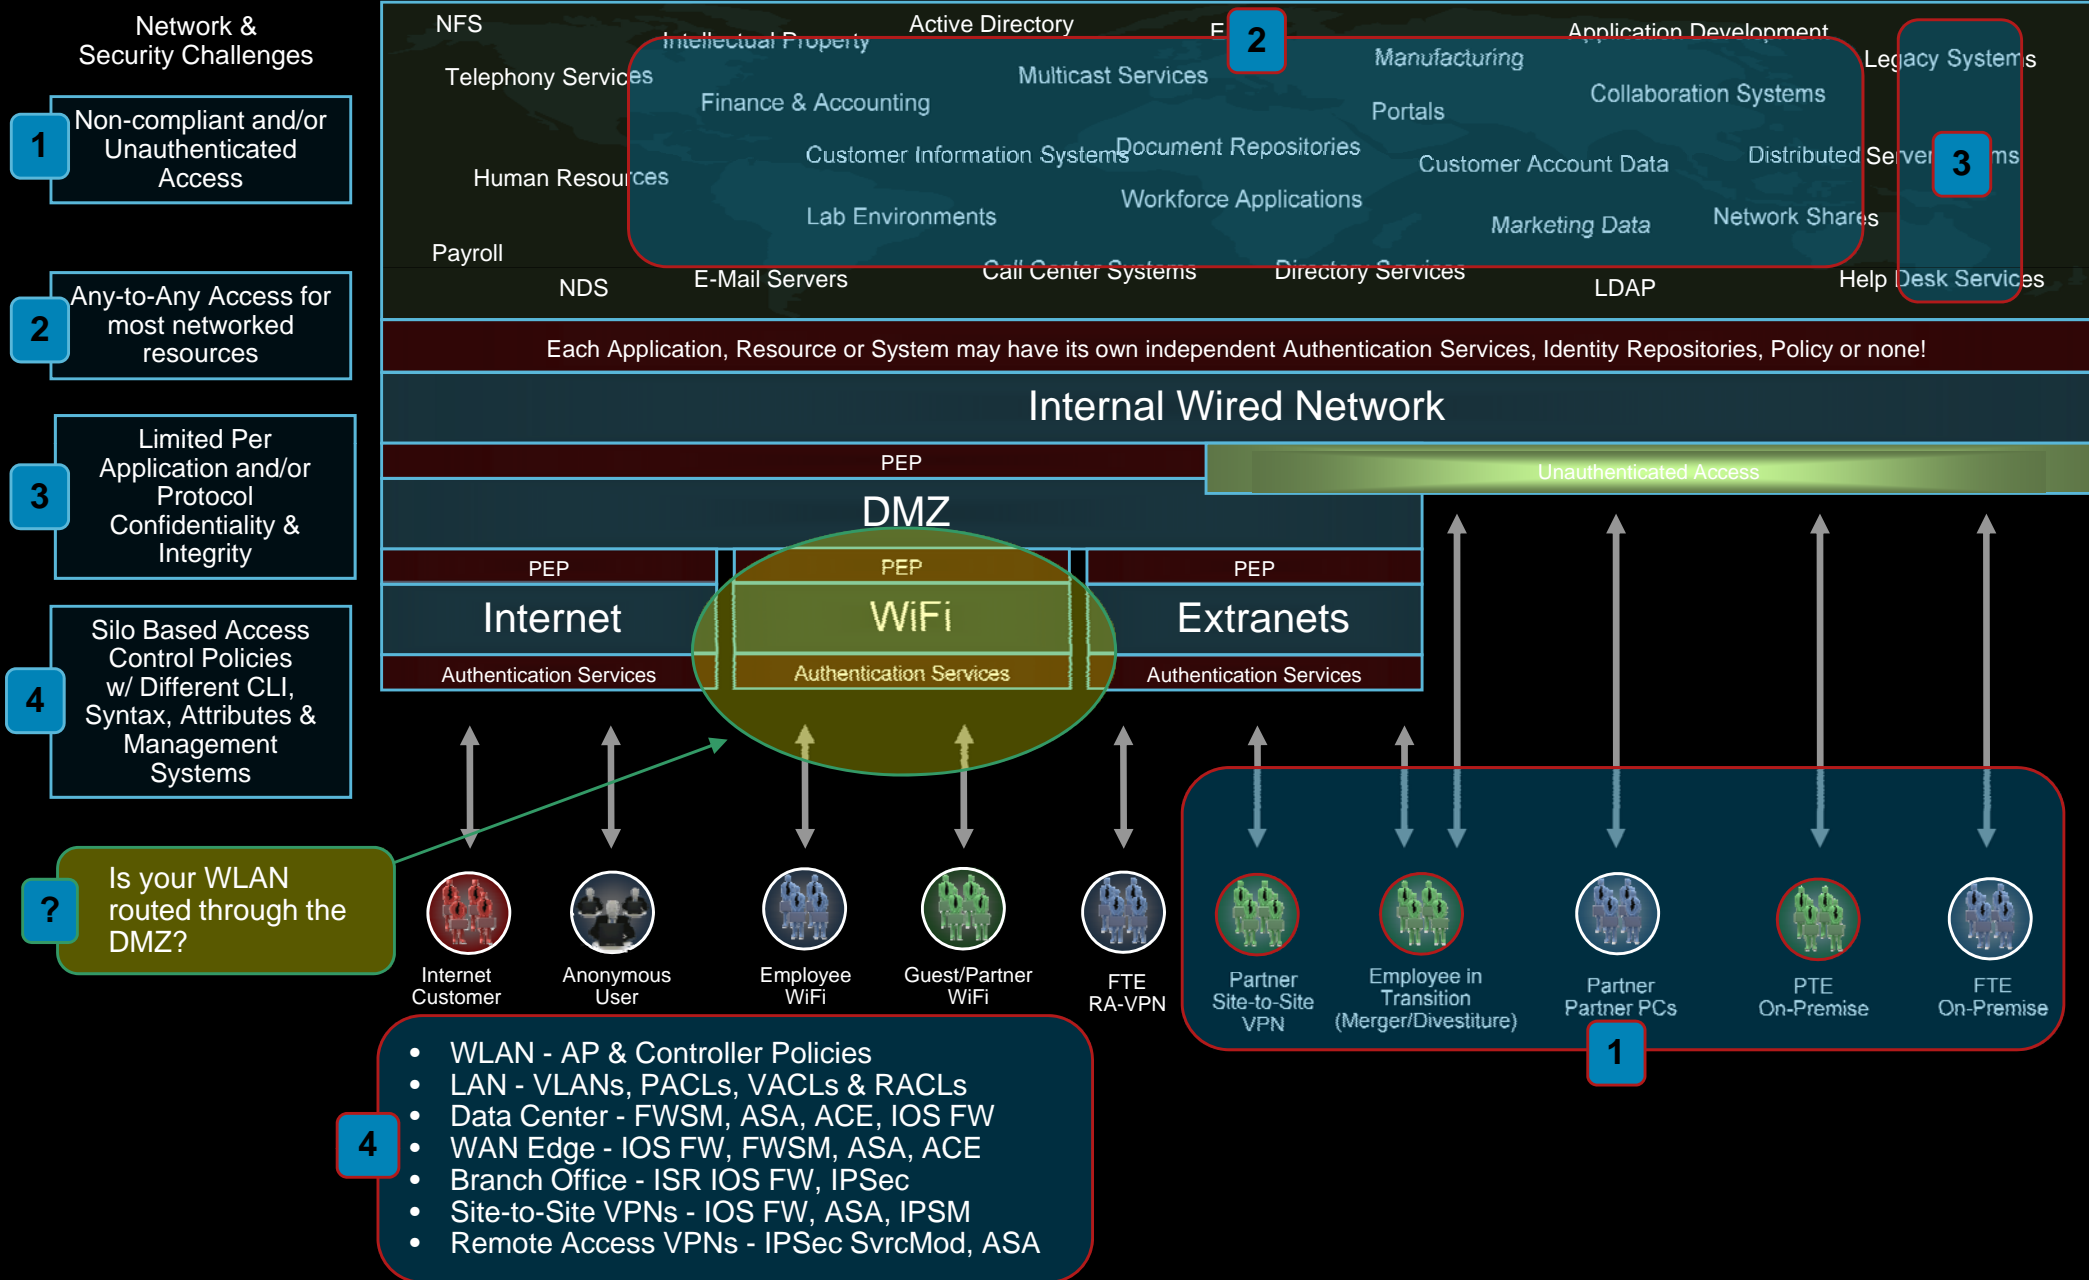 Network &
Security Challenges
1
Non-compliant and/or
Unauthenticated
Access
2
Any-to-Any Access for
most networked
resources
3
Limited Per
Application and/or
Protocol
Confidentiality &
Integrity
4
Silo Based Access
Control Policies
w/ Different CLI,
Syntax, Attributes &
Management
Systems
?
Is your WLAN
routed through the
DMZ?
NFS
Active Directory
2
Application Development
Intellectual Property
Manufacturing
Legacy Systems
Telephony Services
Multicast Services
Finance & Accounting
Collaboration Systems
Portals
Customer Information Systems
Document Repositories
Customer Account Data
Distributed
3
Human Resources
Workforce Applications
Lab Environments
Marketing Data
Network Shares
Payroll
NDS
E-Mail Servers
Call Center Systems
Directory Services
LDAP
Help Desk Services
Each Application, Resource or System may have its own independent Authentication Services, Identity Repositories, Policy or none!
Internal Wired Network
PEP
Unauthenticated Access
DMZ
PEP
PEP
PEP
Internet
WiFi
Extranets
Authentication Services
Authentication Services
Authentication Services
Internet
Customer
Anonymous
User
Employee
WiFi
Guest/Partner
WiFi
FTE
RA-VPN
Partner
Site-to-Site
VPN
Employee in
Transition
(Merger/Divestiture)
Partner
Partner PCs
PTE
On-Premise
FTE
On-Premise
1
4
• WLAN - AP & Controller Policies
• LAN - VLANs, PACLs, VACLs & RACLs
• Data Center - FWSM, ASA, ACE, IOS FW
• WAN Edge - IOS FW, FWSM, ASA, ACE
• Branch Office - ISR IOS FW, IPSec
• Site-to-Site VPNs - IOS FW, ASA, IPSM
• Remote Access VPNs - IPSec SvrcMod, ASA